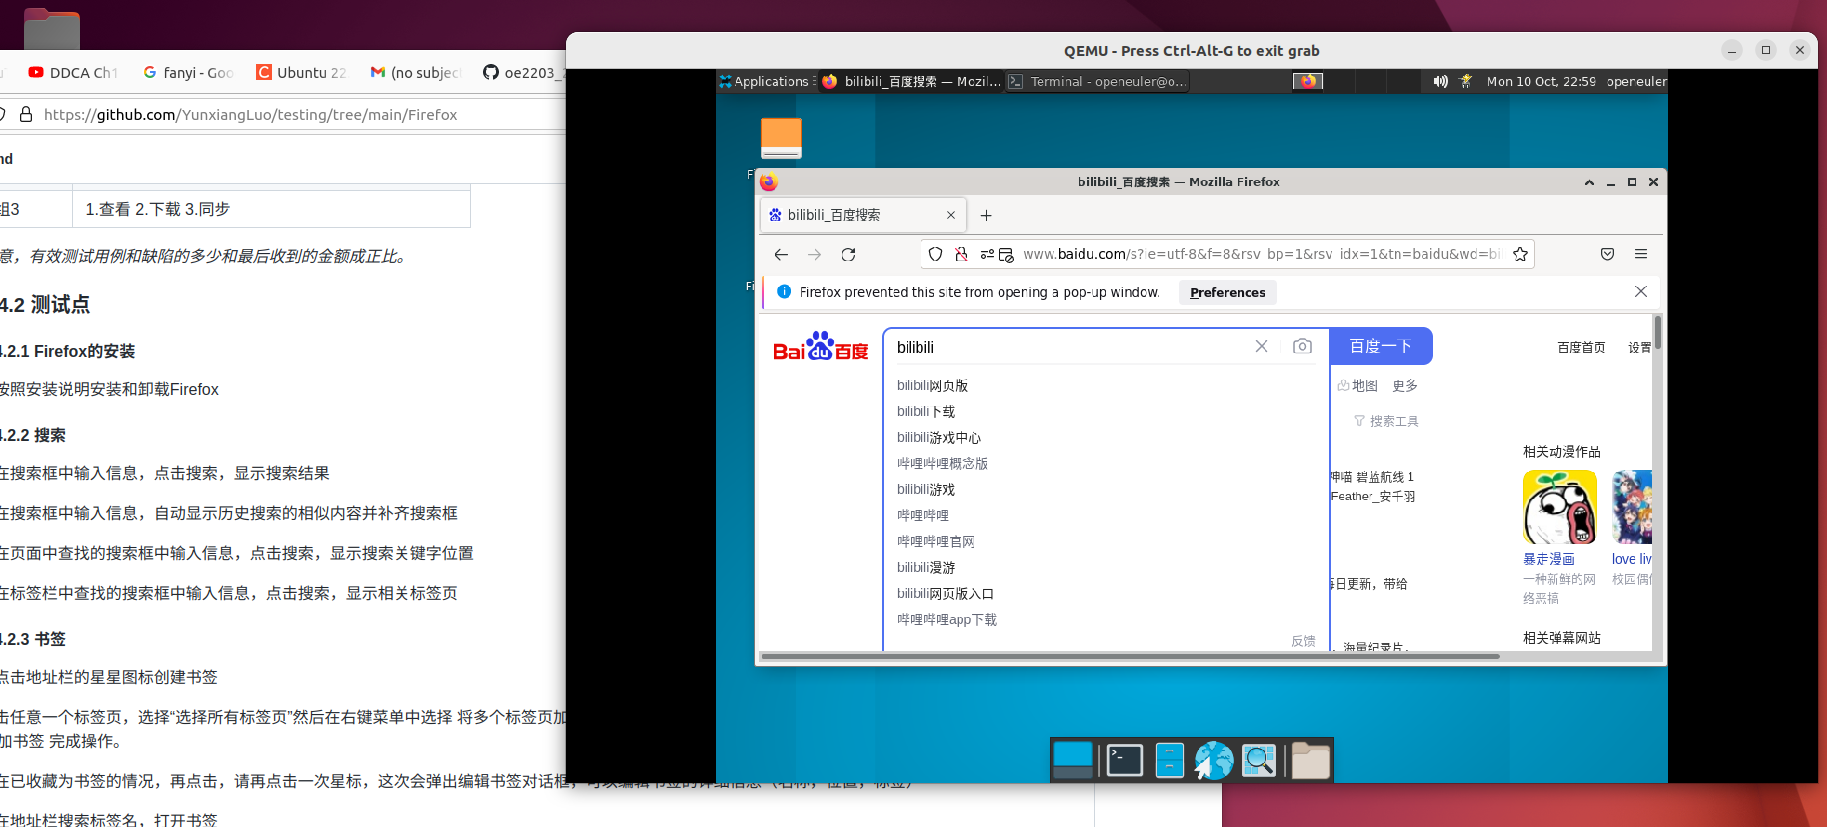 DDCA Ch1
fanyi - Goo
Ubuntu 22
(no subjec
oe2203_
https://github.com/YunxiangLuo/testing/tree/main/Firefox
nd
组3
1.查看 2.下载 3.同步
意，有效测试用例和缺陷的多少和最后收到的金额成正比。
4.2 测试点
4.2.1 Firefox的安装
按照安装说明安装和卸载Firefox
4.2.2 搜索
在搜索框中输入信息，点击搜索，显示搜索结果
在搜索框中输入信息，自动显示历史搜索的相似内容并补齐搜索框
在页面中查找的搜索框中输入信息，点击搜索，显示搜索关键字位置
在标签栏中查找的搜索框中输入信息，点击搜索，显示相关标签页
4.2.3 书签
点击地址栏的星星图标创建书签
击任意一个标签页，选择“选择所有标签页”然后在右键菜单中选择 将多个标签页加
加书签 完成操作。
在已收藏为书签的情况，再点击，请再点击一次星标，这次会弹出编辑书签对话框，可以编辑书签的详细信息（名称，位置，标签）
在地址栏搜索标签名，打开书签
QEMU - Press Ctrl-Alt-G to exit grab
Applications
bilibili_百度搜索 — Mozil...
Terminal - openeuler@o...
Mon 10 Oct, 22:59
openeuler
Fi
Fi
bilibili_百度搜索 — Mozilla Firefox
bilibili_百度搜索
www.baidu.com/s?ie=utf-8&f=8&rsv_bp=1&rsv_idx=1&tn=baidu&wd=bi
Firefox prevented this site from opening a pop-up window.
Preferences
Bai du 百度
bilibili
百度一下
百度首页
设置
bilibili网页版
地图
更多
bilibili下载
搜索工具
bilibili游戏中心
哔哩哔哩概念版
bilibili游戏
哔哩哔哩
哔哩哔哩官网
bilibili漫游
bilibili网页版入口
哔哩哔哩app下载
反馈
神喵 碧蓝航线 1
Feather_安千羽
每日更新，带给
，海量纪录片，
相关动漫作品
暴走漫画
love liv
一种新鲜的网
校园偶
络恶搞
相关弹幕网站